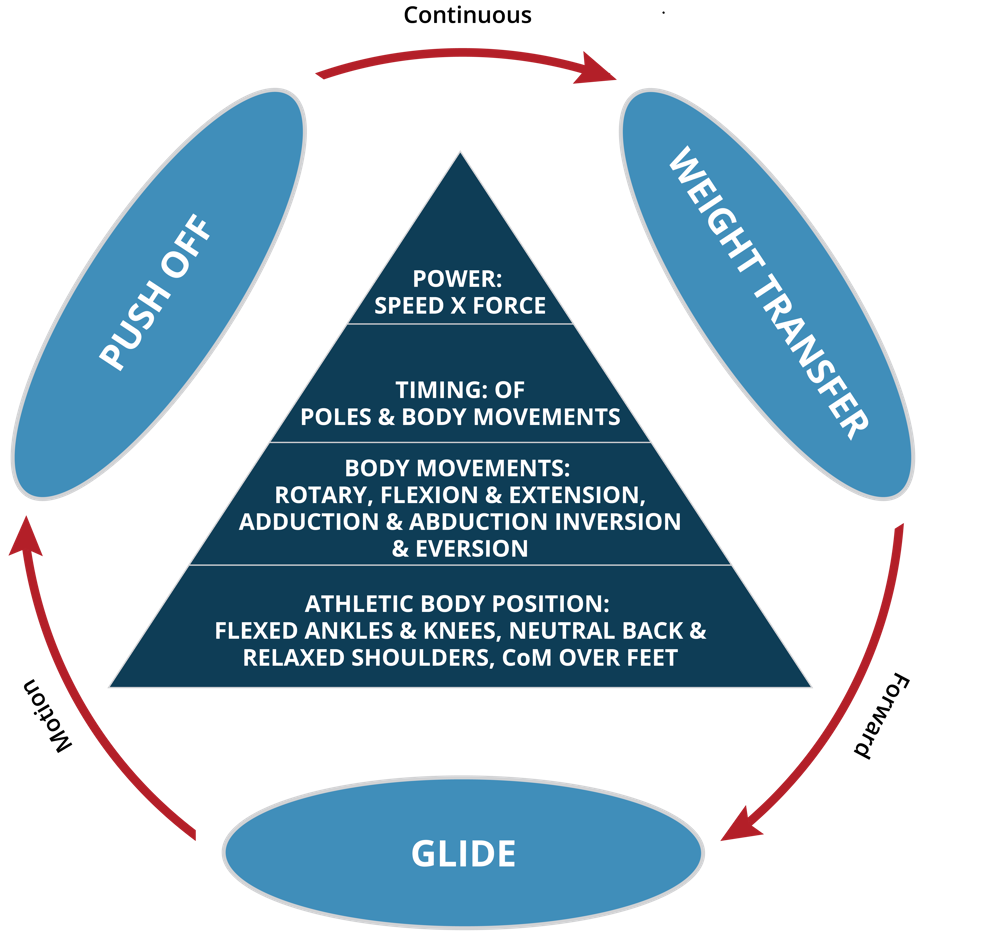 Continuous
PUSH OFF
WEIGHT TRANSFER
POWER:
SPEED X FORCE
TIMING: OF
POLES & BODY MOVEMENTS
BODY MOVEMENTS:
ROTARY, FLEXION & EXTENSION,
ADDUCTION & ABDUCTION INVERSION
& EVERSION
ATHLETIC BODY POSITION:
FLEXED ANKLES & KNEES, NEUTRAL BACK &
RELAXED SHOULDERS, CoM OVER FEET
Motion
Forward
GLIDE